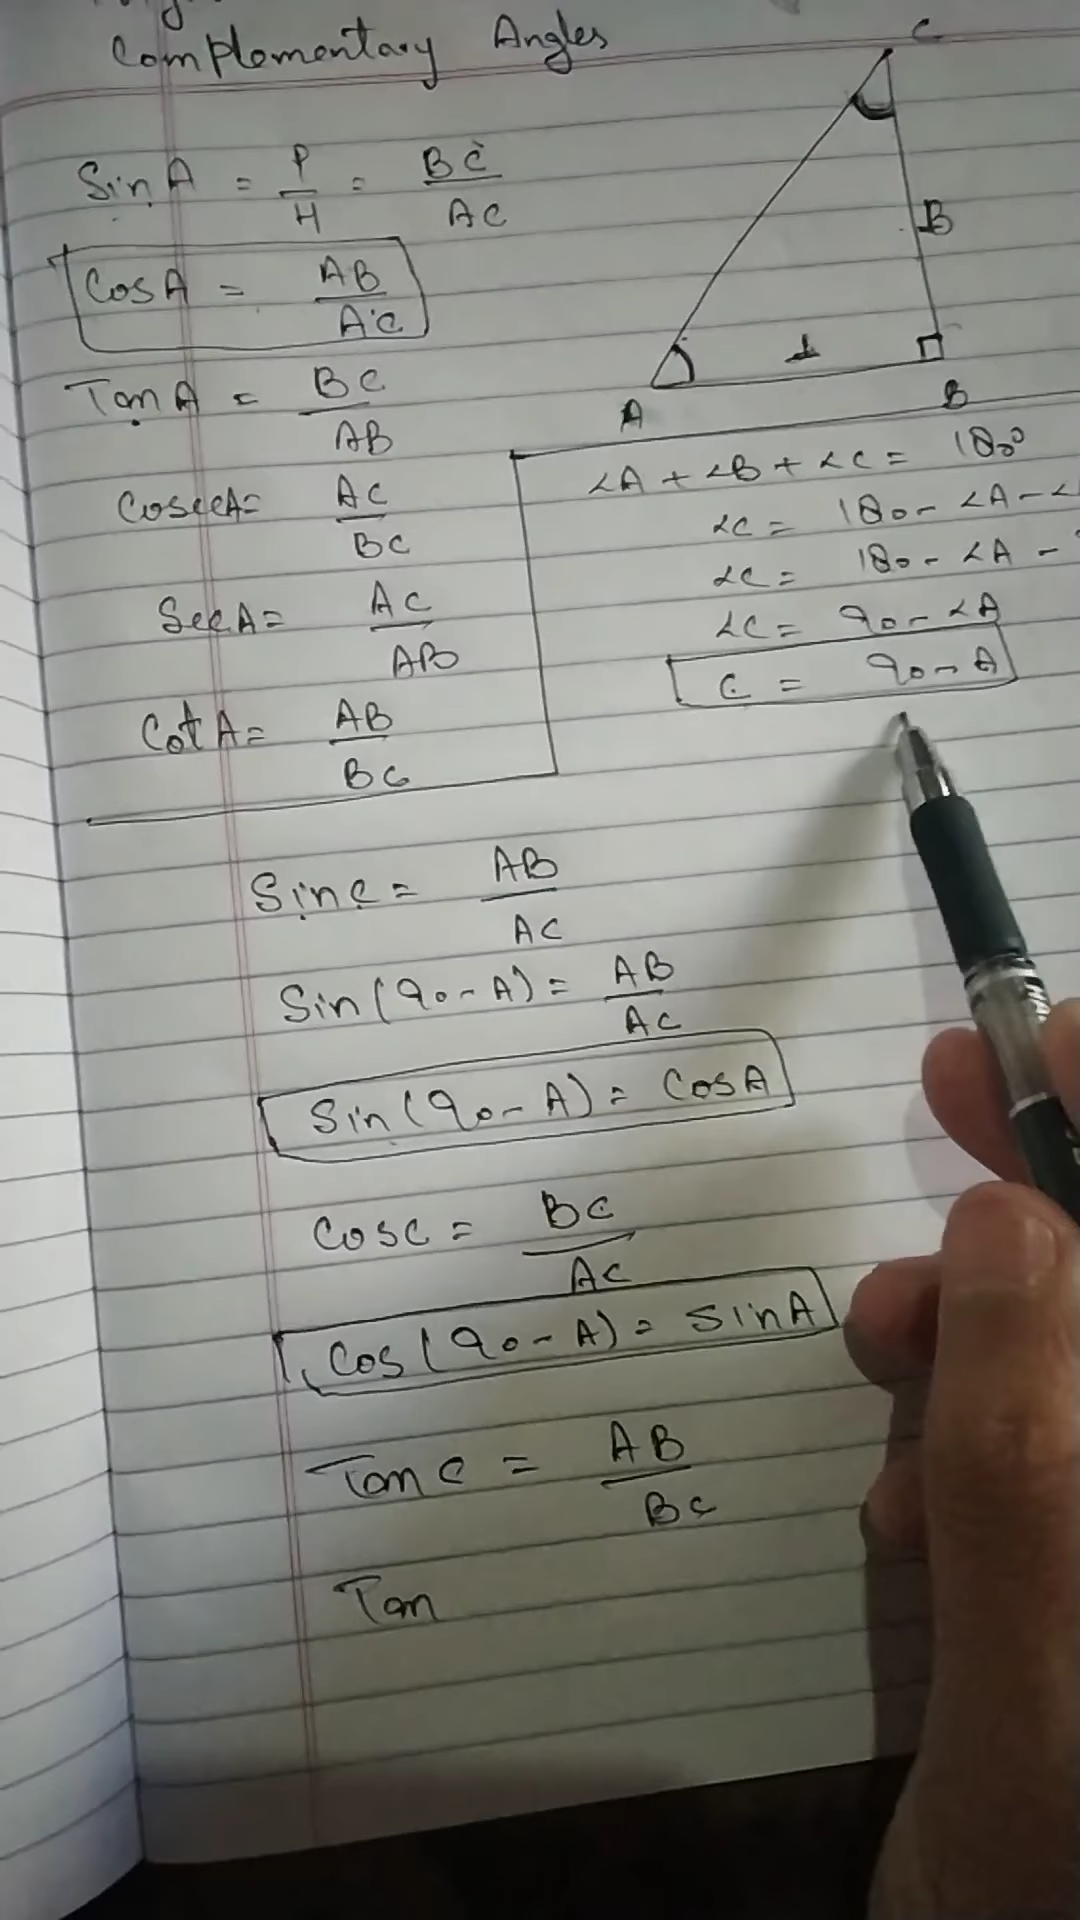 Complementary Angles
C
Sin A = P/H = BC/AC
B
Cos A = AB/AC
A
B
Tan A = BC/AB
∠A + ∠B + ∠C = 180°
∠C = 180 - ∠A -
Cosec A = AC/BC
∠C = 180 - ∠A -
∠C = 90 - ∠A
Sec A = AC/AB
C = 90 - A
Cot A = AB/BC
Sin C = AB/AC
Sin (90 - A) = AB/AC
Sin (90 - A) = Cos A
Cos C = BC/AC
Cos (90 - A) = Sin A
Tan C = AB/BC
Tan